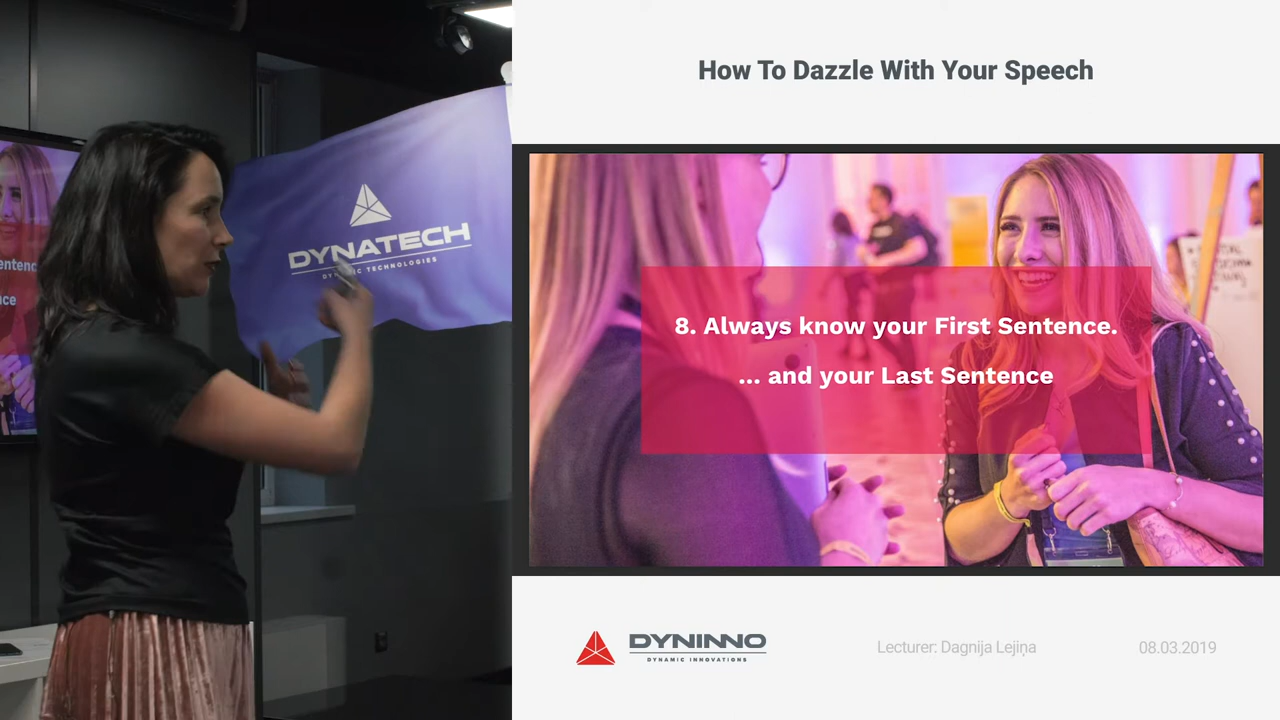 How To Dazzle With Your Speech
DYNATECH
8. Always know your First Sentence.
... and your Last Sentence
DYNINNO
DYNAMIC INNOVATIONS
Lecturer: Dagnija Lejiņa
08.03.2019
TECHNOLOGIES